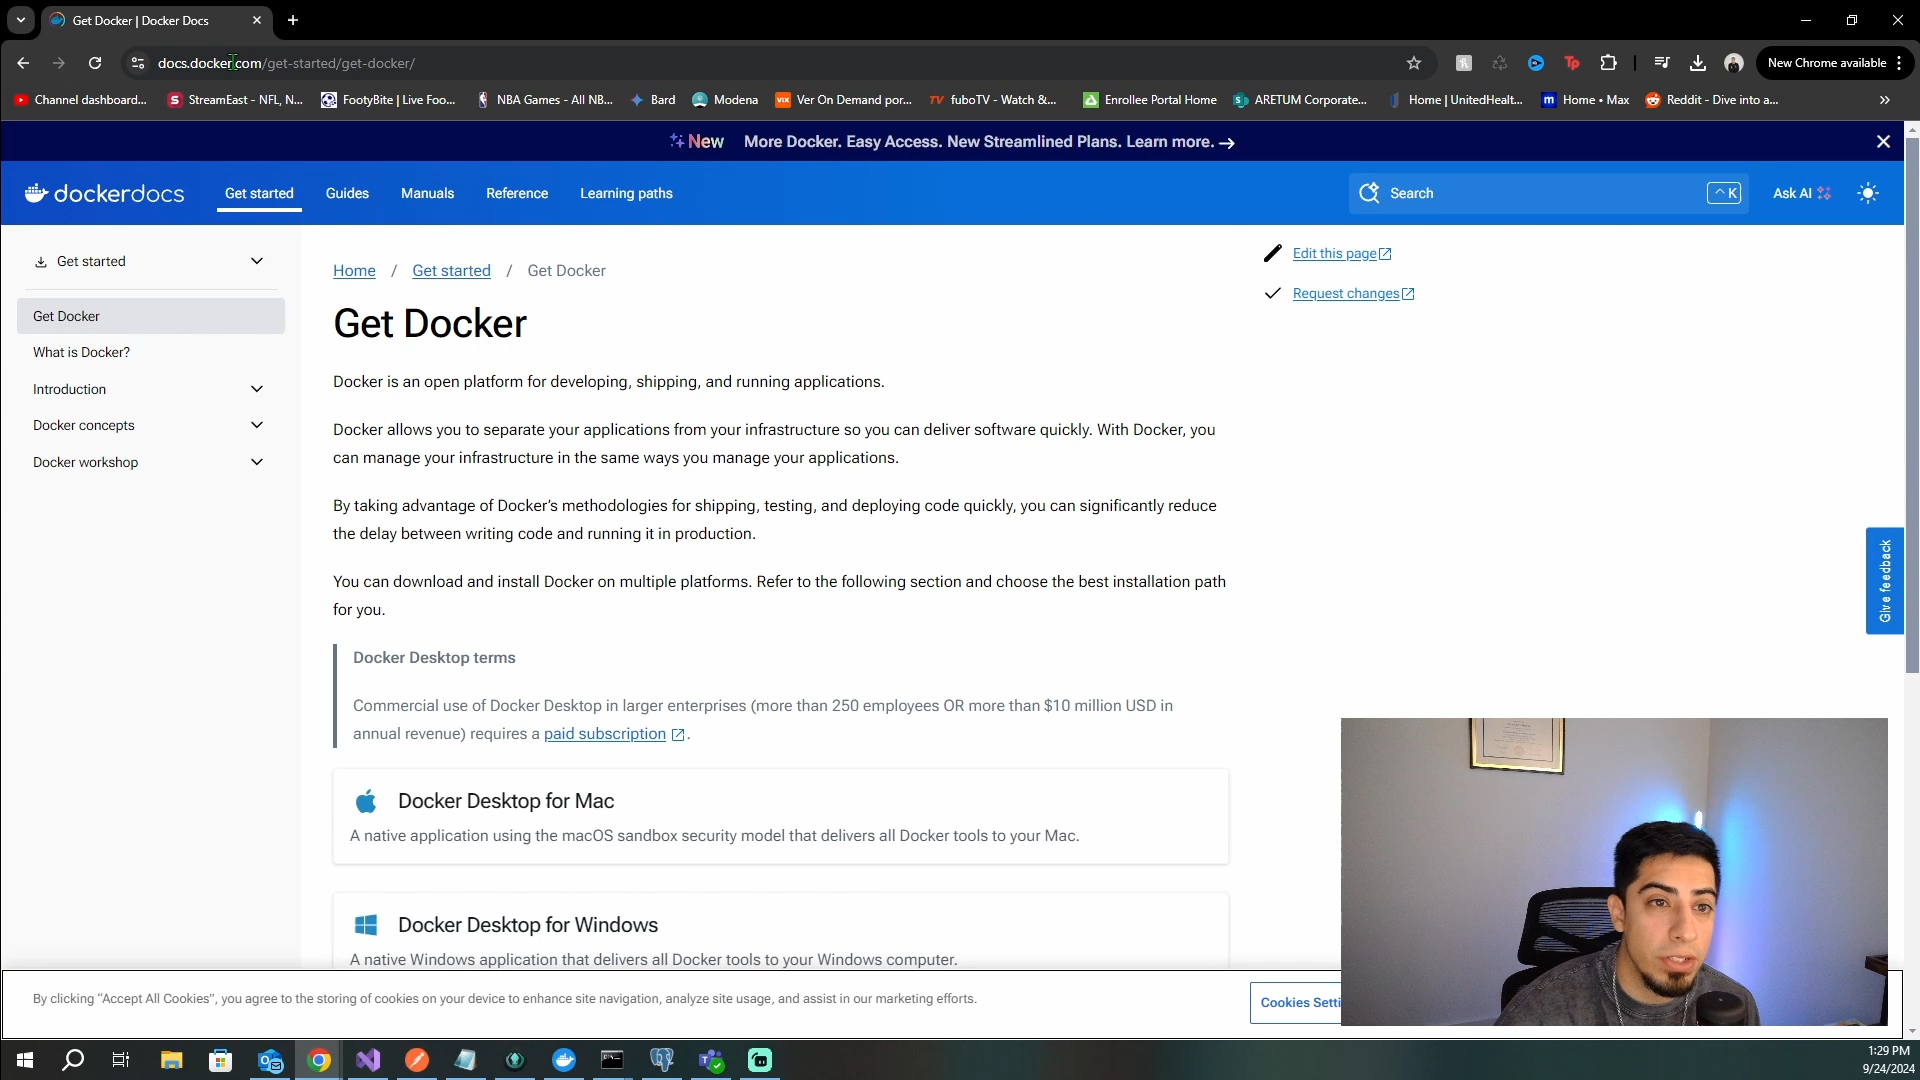 Get Docker | Docker Docs
docs.docker.com/get-started/get-docker/
New Chrome available
Channel dashboard...
StreamEast - NFL, N...
FootyBite | Live Foo...
NBA Games - All NB...
Bard
Modena
Ver On Demand por...
fuboTV - Watch &...
Enrollee Portal Home
ARETUM Corporate...
Home | UnitedHealt...
Home • Max
Reddit - Dive into a...
New More Docker. Easy Access. New Streamlined Plans. Learn more.
dockerdocs
Get started
Guides
Manuals
Reference
Learning paths
Search
^ K
Ask AI
Get started
Get Docker
What is Docker?
Introduction
Docker concepts
Docker workshop
Home / Get started / Get Docker
Edit this page
Request changes
Get Docker
Docker is an open platform for developing, shipping, and running applications.
Docker allows you to separate your applications from your infrastructure so you can deliver software quickly. With Docker, you
can manage your infrastructure in the same ways you manage your applications.
By taking advantage of Docker’s methodologies for shipping, testing, and deploying code quickly, you can significantly reduce
the delay between writing code and running it in production.
You can download and install Docker on multiple platforms. Refer to the following section and choose the best installation path
for you.
Docker Desktop terms
Commercial use of Docker Desktop in larger enterprises (more than 250 employees OR more than $10 million USD in
annual revenue) requires a paid subscription.
Docker Desktop for Mac
A native application using the macOS sandbox security model that delivers all Docker tools to your Mac.
Docker Desktop for Windows
A native Windows application that delivers all Docker tools to your Windows computer.
Give feedback
By clicking “Accept All Cookies”, you agree to the storing of cookies on your device to enhance site navigation, analyze site usage, and assist in our marketing efforts.
Cookies Setti
1:29 PM
9/24/2024